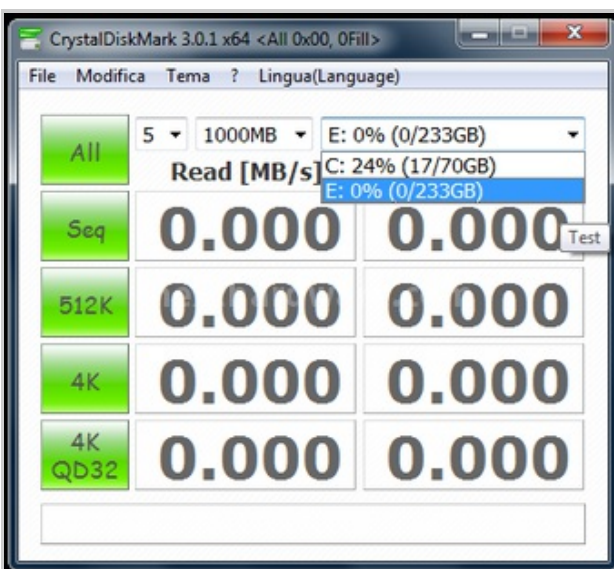 CrystalDiskMark 3.0.1 x64 <All 0x00, 0Fill>
File Modifica Tema ? Lingua(Language)
All 5 1000MB E: 0% (0/233GB)
Read [MB/s] C: 24% (17/70GB)
E: 0% (0/233GB)
Seq 0.000 0.000
Test
512K 0.000 0.000
4K 0.000 0.000
4K QD32 0.000 0.000